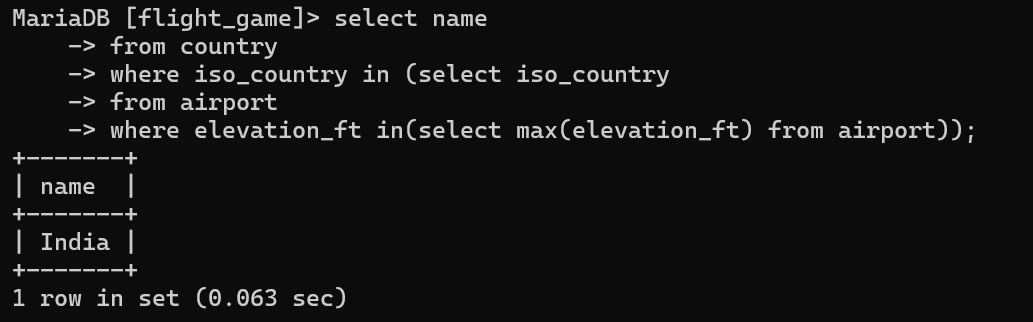 MariaDB [flight_game]> select name
    -> from country
    -> where iso_country in (select iso_country
    -> from airport
    -> where elevation_ft in(select max(elevation_ft) from airport));
+-------+
| name  |
+-------+
| India |
+-------+
1 row in set (0.063 sec)